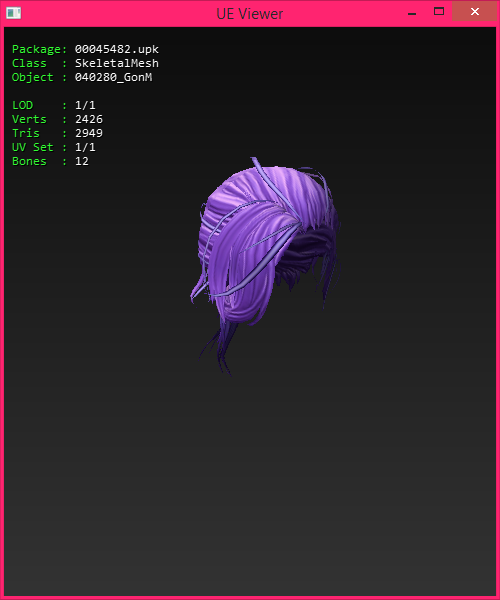 UE Viewer
Package: 00045482.upk
Class  : SkeletalMesh
Object : 040280_GonM
LOD    : 1/1
Verts  : 2426
Tris   : 2949
UV Set : 1/1
Bones  : 12